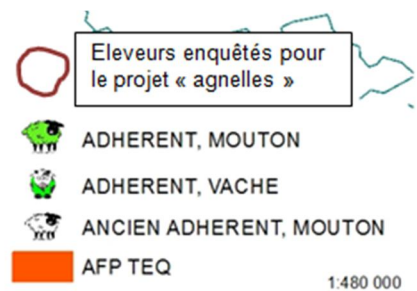 Eleveurs enquêtés pour
le projet « agnelles »
ADHERENT, MOUTON
ADHERENT, VACHE
ANCIEN ADHERENT, MOUTON
AFP TEQ
1:480 000